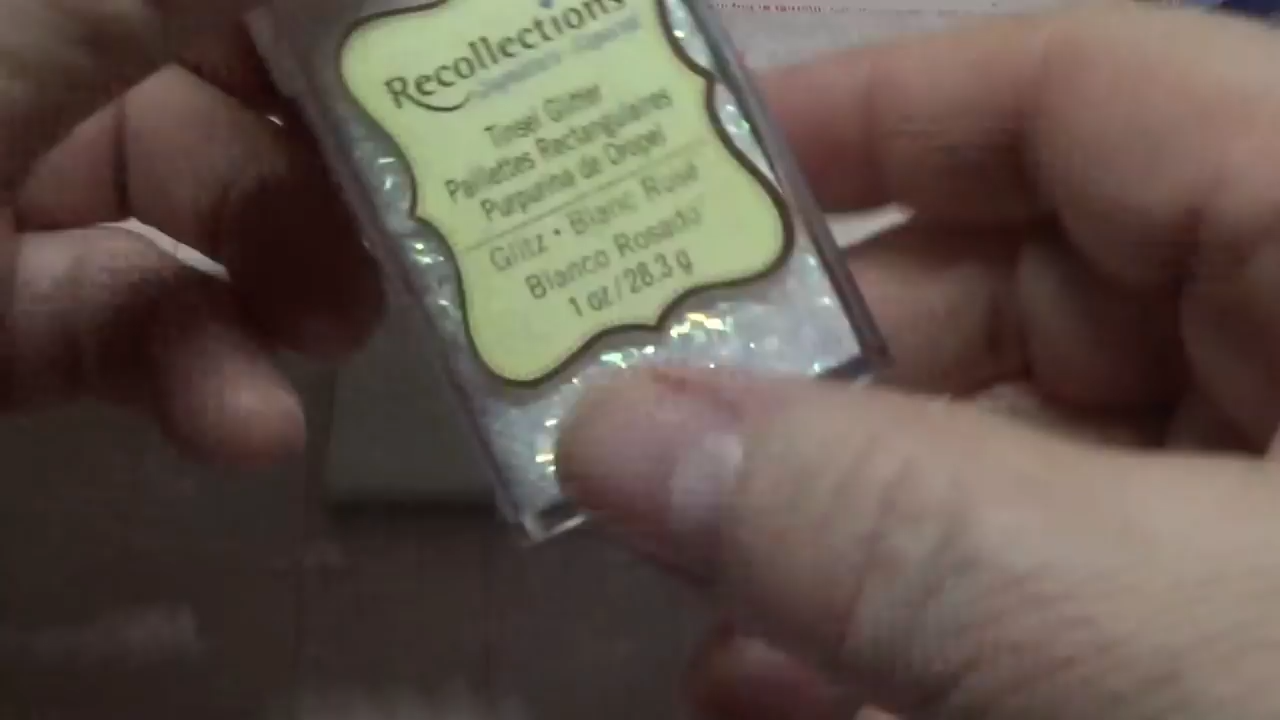 Recollections
Tinsel Glitter
Paillettes Rectangulaires
Purpurina de Oropel
Glitz • Blanc Rosé
Blanco Rosado
1 oz / 28.3 g